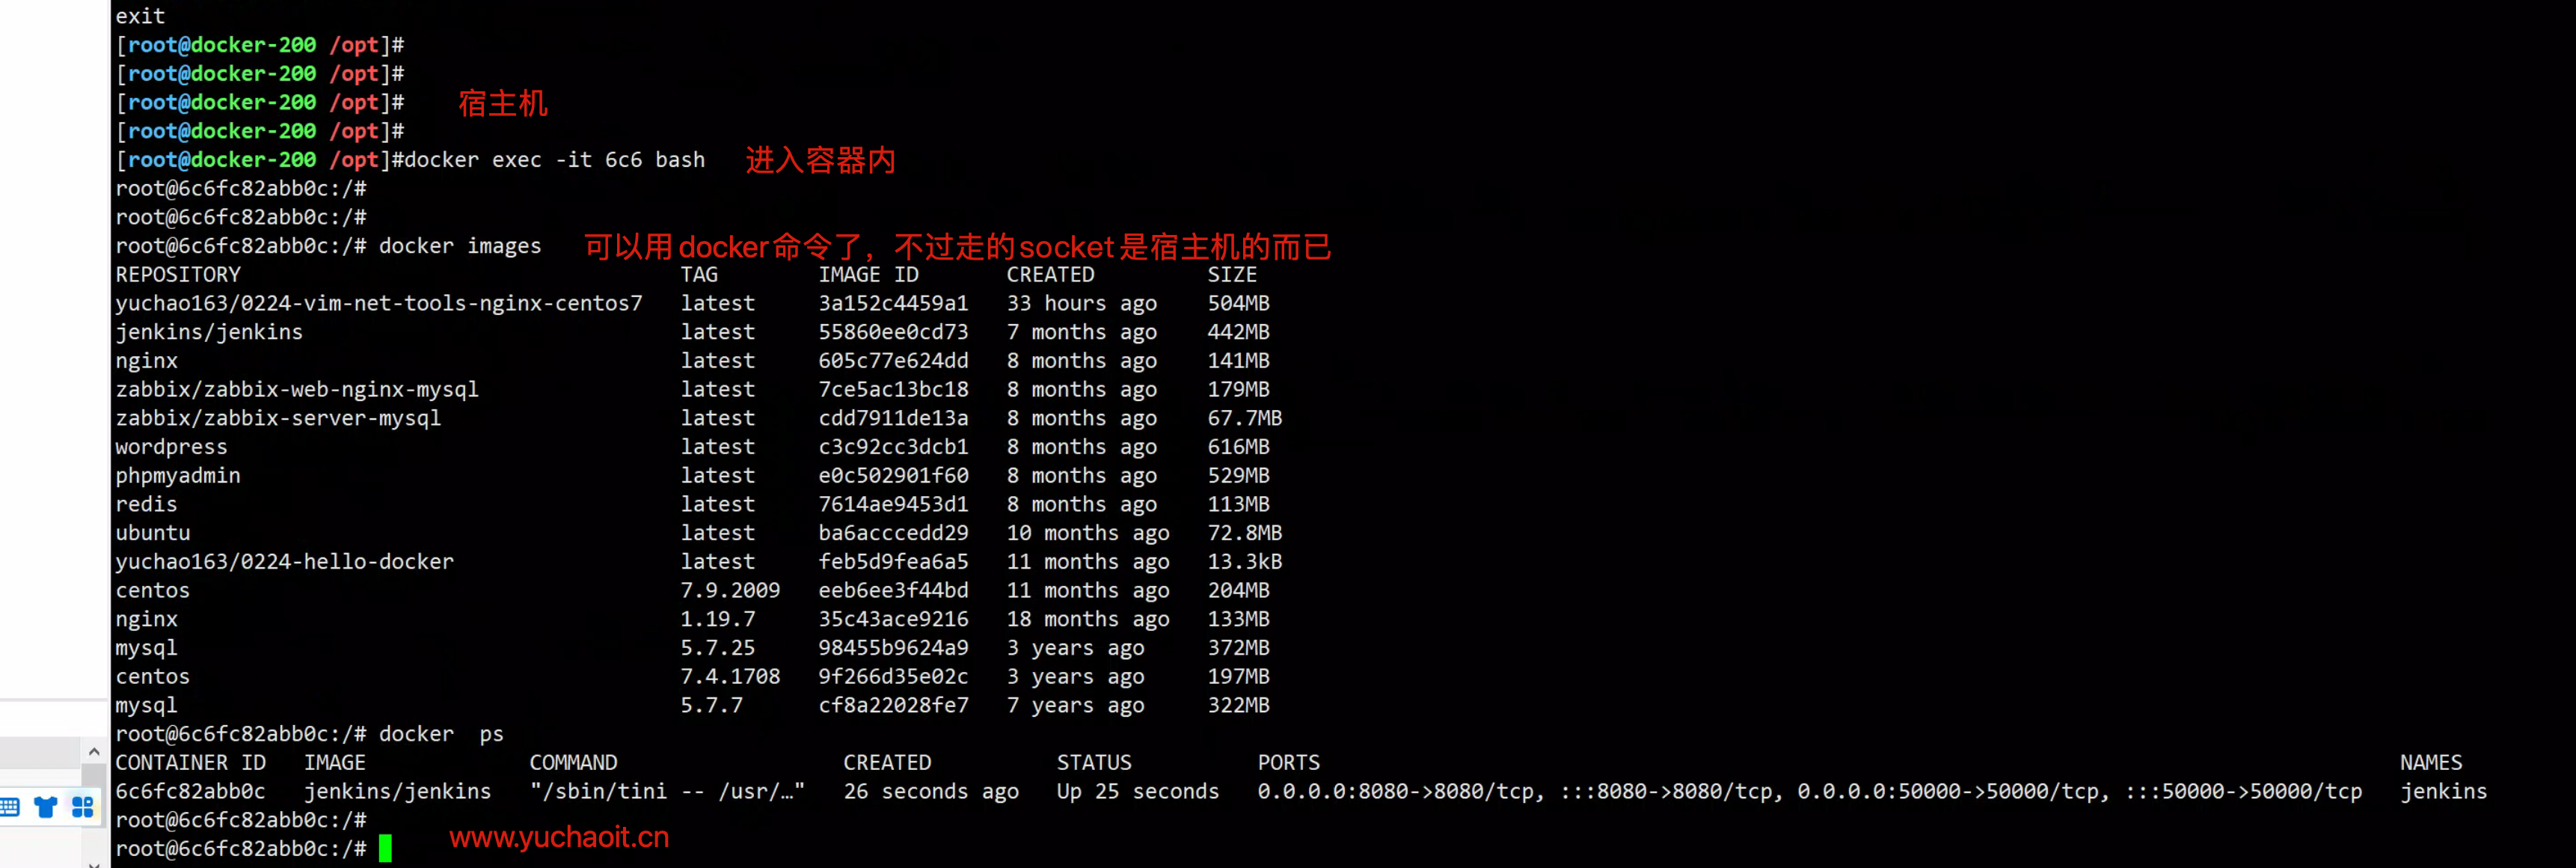 exit
[root@docker-200 /opt]#
[root@docker-200 /opt]#
[root@docker-200 /opt]# 宿主机
[root@docker-200 /opt]#
[root@docker-200 /opt]#docker exec -it 6c6 bash 进入容器内
root@6c6fc82abb0c:/#
root@6c6fc82abb0c:/#
root@6c6fc82abb0c:/# docker images 可以用docker命令了，不过走的socket是宿主机的而已
REPOSITORY TAG IMAGE ID CREATED SIZE
yuchao163/0224-vim-net-tools-nginx-centos7 latest 3a152c4459a1 33 hours ago 504MB
jenkins/jenkins latest 55860ee0cd73 7 months ago 442MB
nginx latest 605c77e624dd 8 months ago 141MB
zabbix/zabbix-web-nginx-mysql latest 7ce5ac13bc18 8 months ago 179MB
zabbix/zabbix-server-mysql latest cdd7911de13a 8 months ago 67.7MB
wordpress latest c3c92cc3dcb1 8 months ago 616MB
phpmyadmin latest e0c502901f60 8 months ago 529MB
redis latest 7614ae9453d1 8 months ago 113MB
ubuntu latest ba6acccedd29 10 months ago 72.8MB
yuchao163/0224-hello-docker latest feb5d9fea6a5 11 months ago 13.3kB
centos 7.9.2009 eeb6ee3f44bd 11 months ago 204MB
nginx 1.19.7 35c43ace9216 18 months ago 133MB
mysql 5.7.25 98455b9624a9 3 years ago 372MB
centos 7.4.1708 9f266d35e02c 3 years ago 197MB
mysql 5.7.7 cf8a22028fe7 7 years ago 322MB
root@6c6fc82abb0c:/# docker  ps
CONTAINER ID IMAGE COMMAND CREATED STATUS PORTS NAMES
6c6fc82abb0c jenkins/jenkins "/sbin/tini -- /usr/…" 26 seconds ago Up 25 seconds 0.0.0.0:8080->8080/tcp, :::8080->8080/tcp, 0.0.0.0:50000->50000/tcp, :::50000->50000/tcp jenkins
root@6c6fc82abb0c:/#
root@6c6fc82abb0c:/# www.yuchaoit.cn